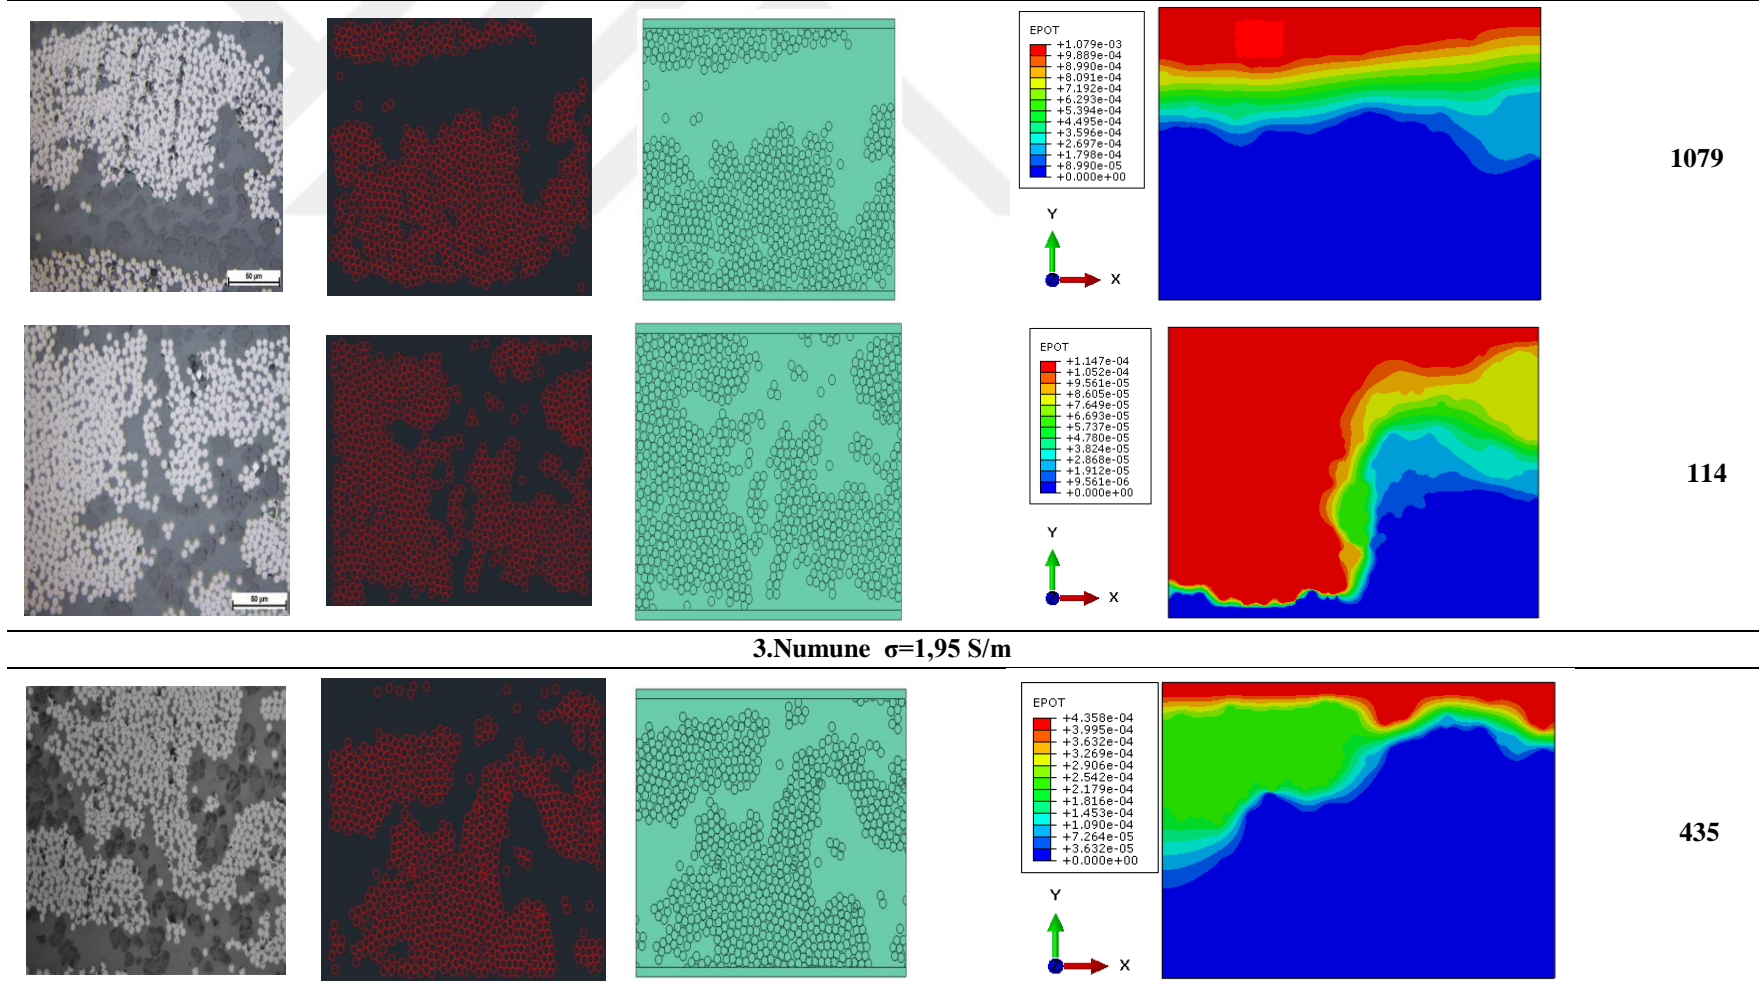 50 µm
EPOT
+1.079e-03
+9.889e-04
+8.990e-04
+8.091e-04
+7.192e-04
+6.293e-04
+5.394e-04
+4.495e-04
+3.596e-04
+2.697e-04
+1.798e-04
+8.990e-05
+0.000e+00
Y
X
1079
50 µm
EPOT
+1.147e-04
+1.052e-04
+9.561e-05
+8.605e-05
+7.649e-05
+6.693e-05
+5.737e-05
+4.780e-05
+3.824e-05
+2.868e-05
+1.912e-05
+9.561e-06
+0.000e+00
Y
X
114
3.Numune σ=1,95 S/m
EPOT
+4.358e-04
+3.995e-04
+3.632e-04
+3.269e-04
+2.906e-04
+2.542e-04
+2.179e-04
+1.816e-04
+1.453e-04
+1.090e-04
+7.264e-05
+3.632e-05
+0.000e+00
Y
X
435